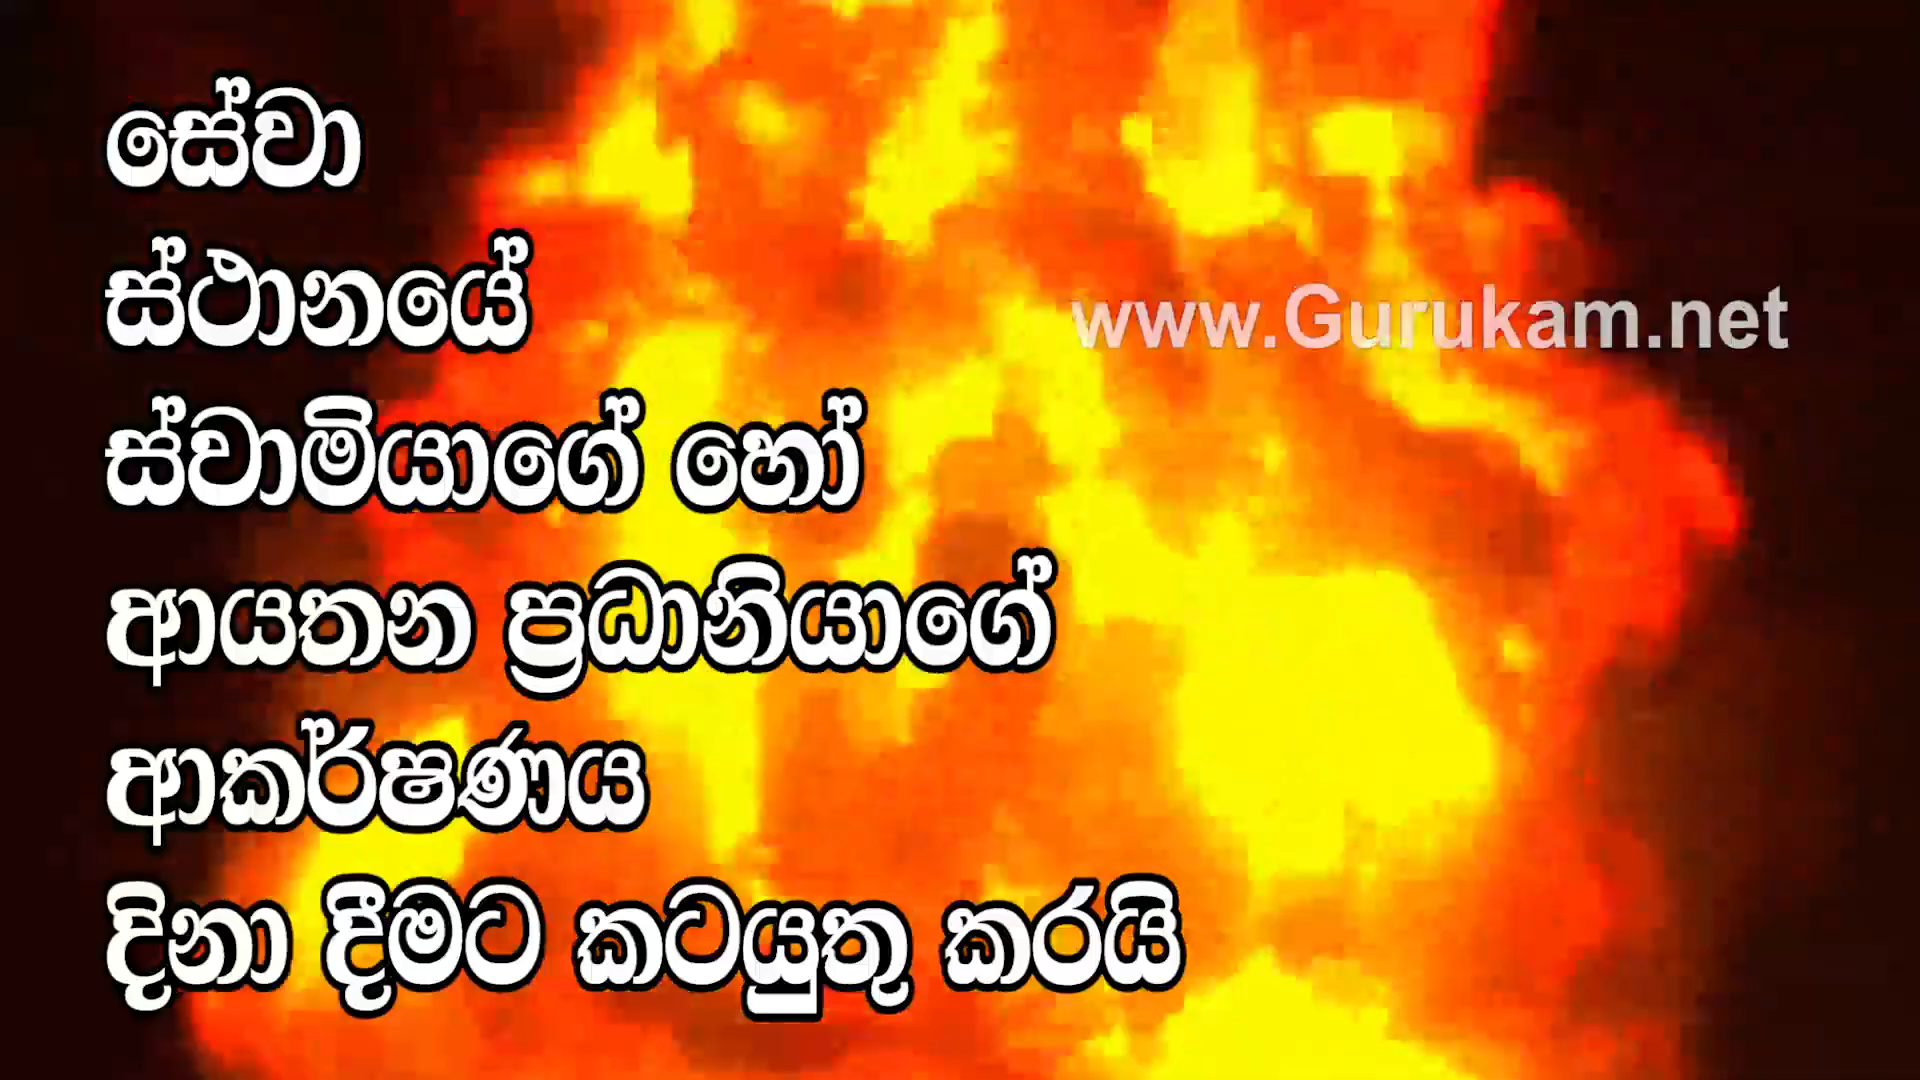 සේවා
ස්ථානයේ
www.Gurukam.net
ස්වාමියාගේ හෝ
ආයතන ප්‍රධානියාගේ
ආකර්ෂණය
දිනා දීමට කටයුතු කරයි